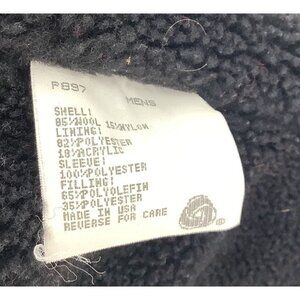 F897
MENS
SHELL:
85%WOOL 15%NYLON
LINING:
82%POLYESTER
18%ACRYLIC
SLEEVE:
100%POLYESTER
FILLING:
65%POLYOLEFIN
35%POLYESTER
MADE IN USA
REVERSE FOR CARE